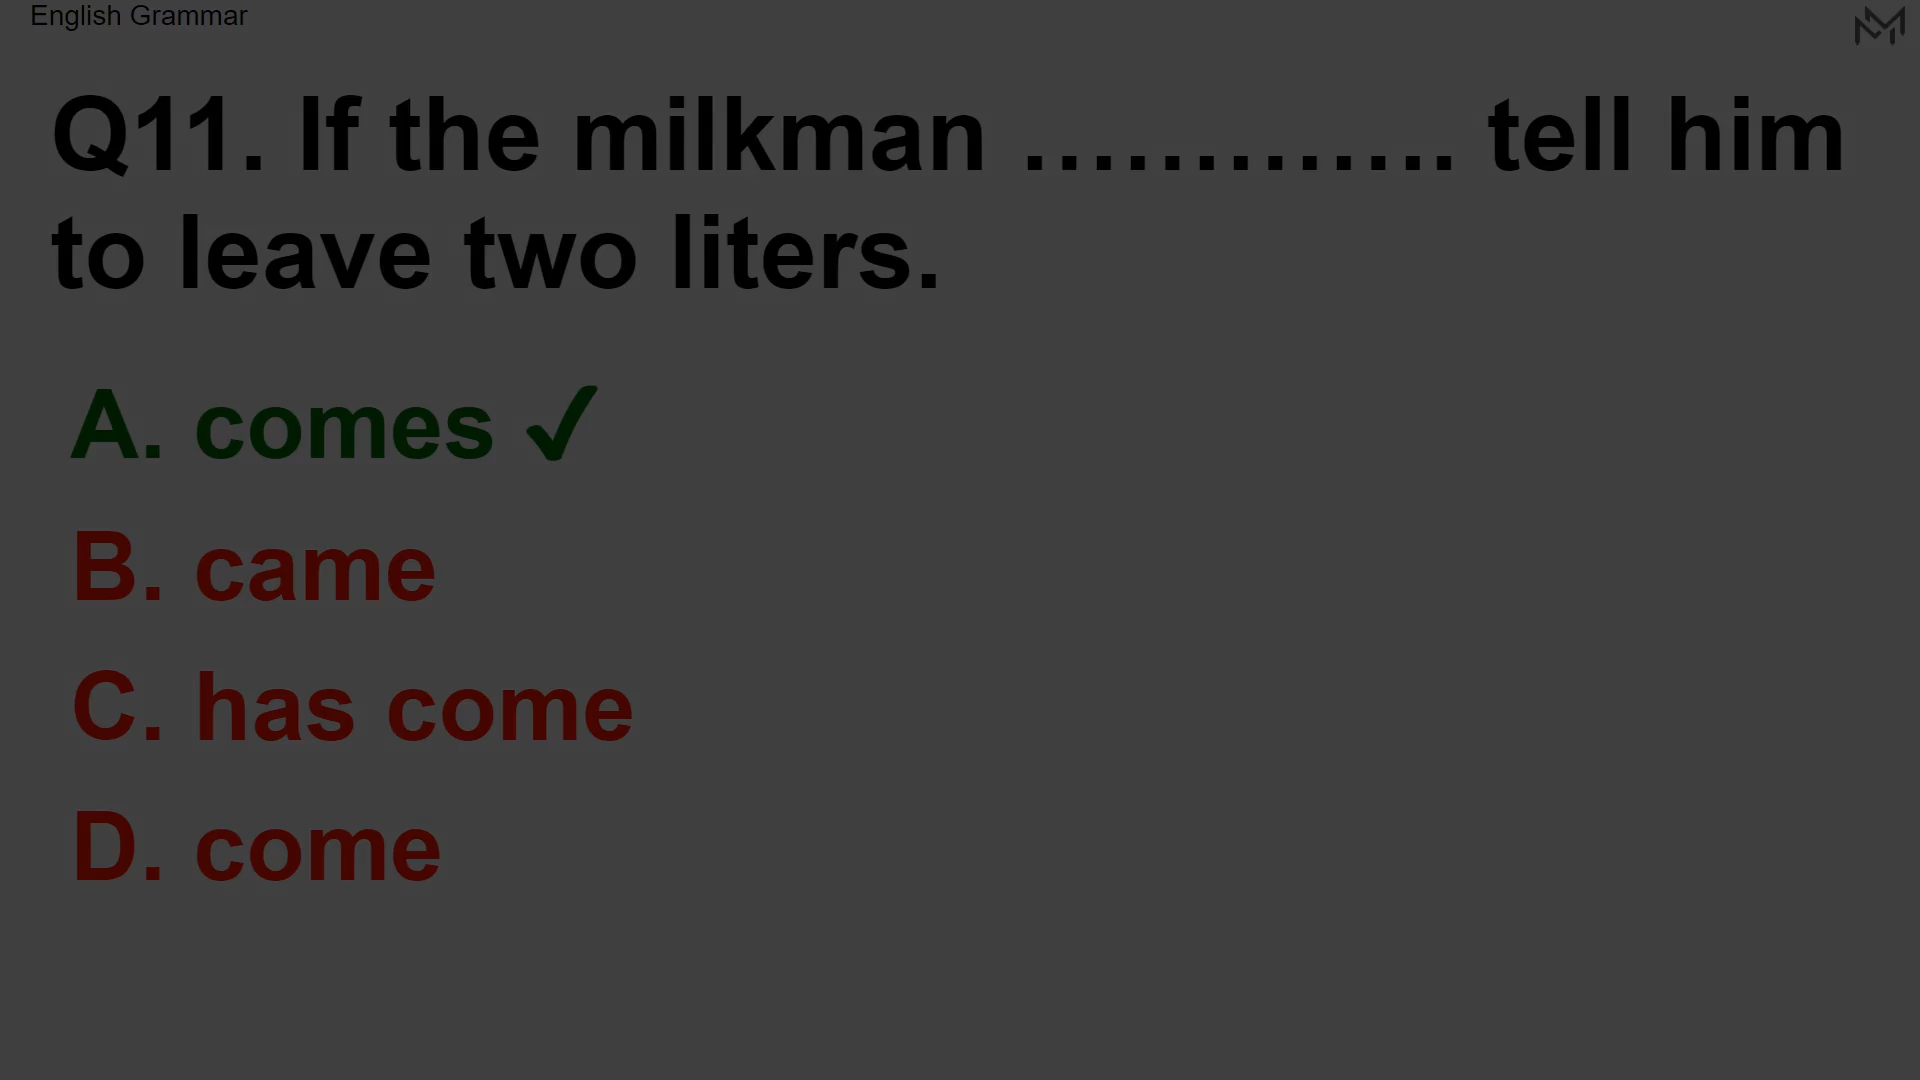 English Grammar
Q11. If the milkman ............. tell him
to leave two liters.
A. comes ✓
B. came
C. has come
D. come